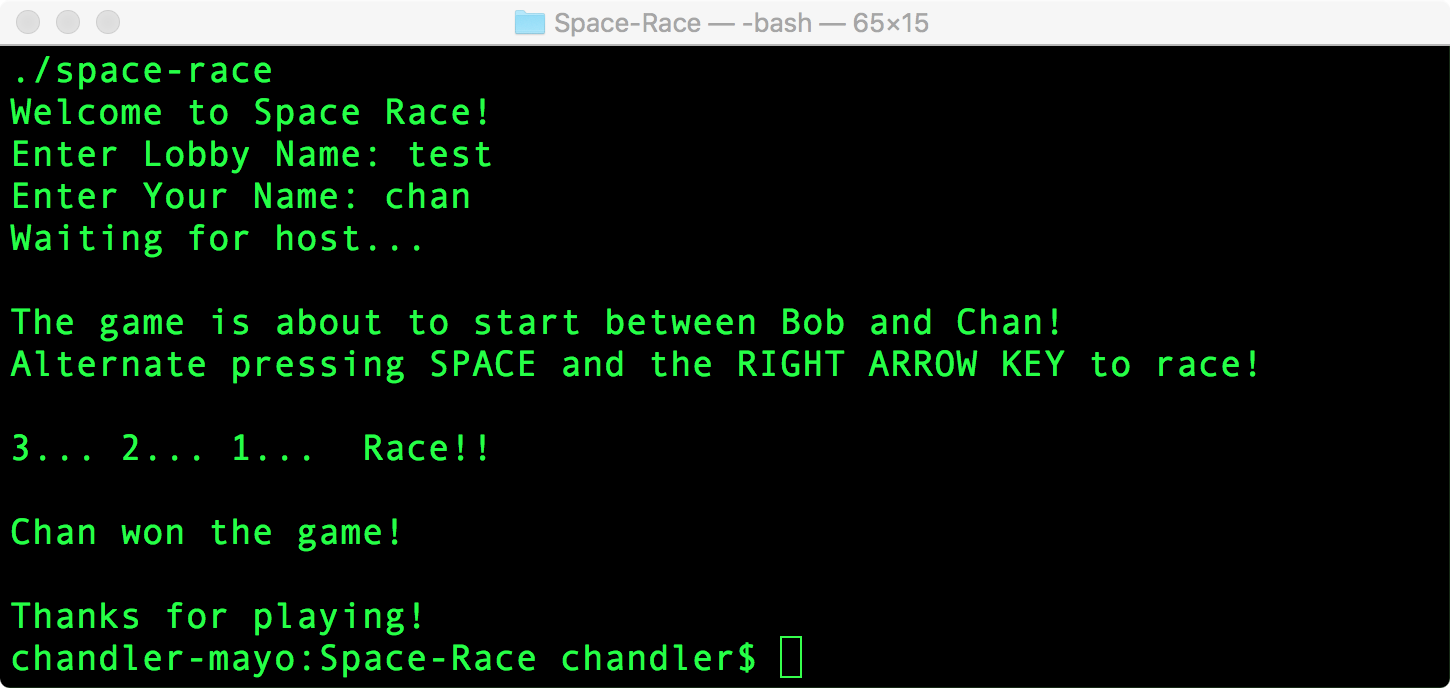 Space-Race — -bash — 65×15
./space-race
Welcome to Space Race!
Enter Lobby Name: test
Enter Your Name: chan
Waiting for host...
The game is about to start between Bob and Chan!
Alternate pressing SPACE and the RIGHT ARROW KEY to race!
3... 2... 1...  Race!!
Chan won the game!
Thanks for playing!
chandler-mayo:Space-Race chandler$